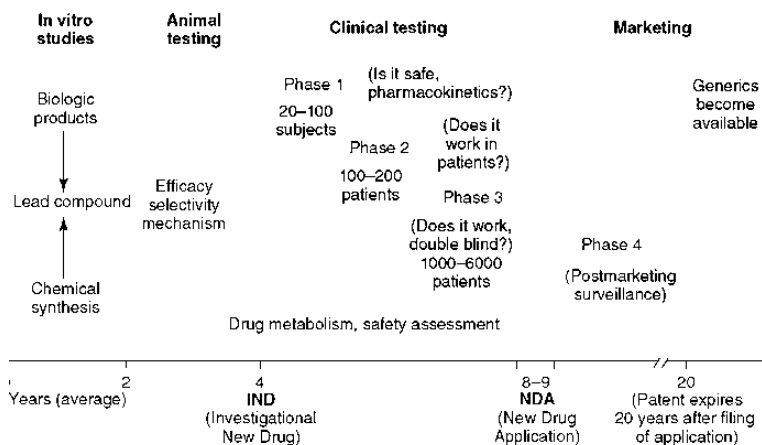 In vitro
studies
Animal
testing
Clinical testing
Marketing
Biologic
products
Lead compound
Chemical
synthesis
Efficacy
selectivity
mechanism
Phase 1
(Is it safe,
pharmacokinetics?)
20–100
subjects
Phase 2
(Does it
work in
patients?)
100–200
patients
Phase 3
(Does it work,
double blind?)
1000–6000
patients
Phase 4
(Postmarketing
surveillance)
Generics
become
available
Drug metabolism, safety assessment
Years (average)
2
4
IND
(Investigational
New Drug)
8–9
NDA
(New Drug
Application)
20
(Patent expires
20 years after filing
of application)